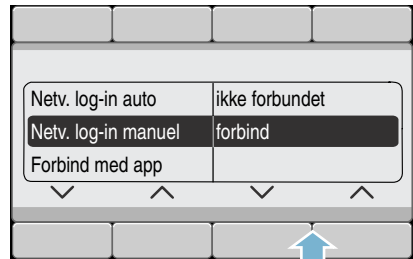 Netv. log-in auto ikke forbundet
Netv. log-in manuel forbind
Forbind med app